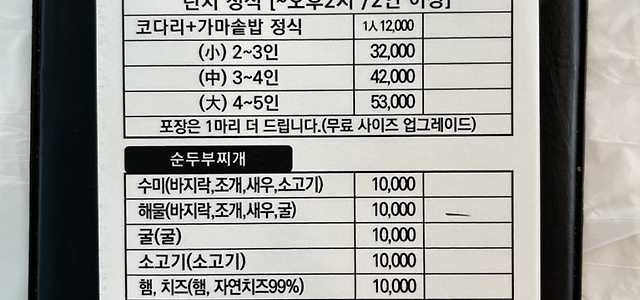 런치 정식 [~오후2시 /2인 이상]
코다리+가마솥밥 정식 1人 12,000
(小) 2~3인 32,000
(中) 3~4인 42,000
(大) 4~5인 53,000
포장은 1마리 더 드립니다.(무료 사이즈 업그레이드)
순두부찌개
수미(바지락,조개,새우,소고기) 10,000
해물(바지락,조개,새우,굴) 10,000
굴(굴) 10,000
소고기(소고기) 10,000
햄, 치즈(햄, 자연치즈99%) 10,000